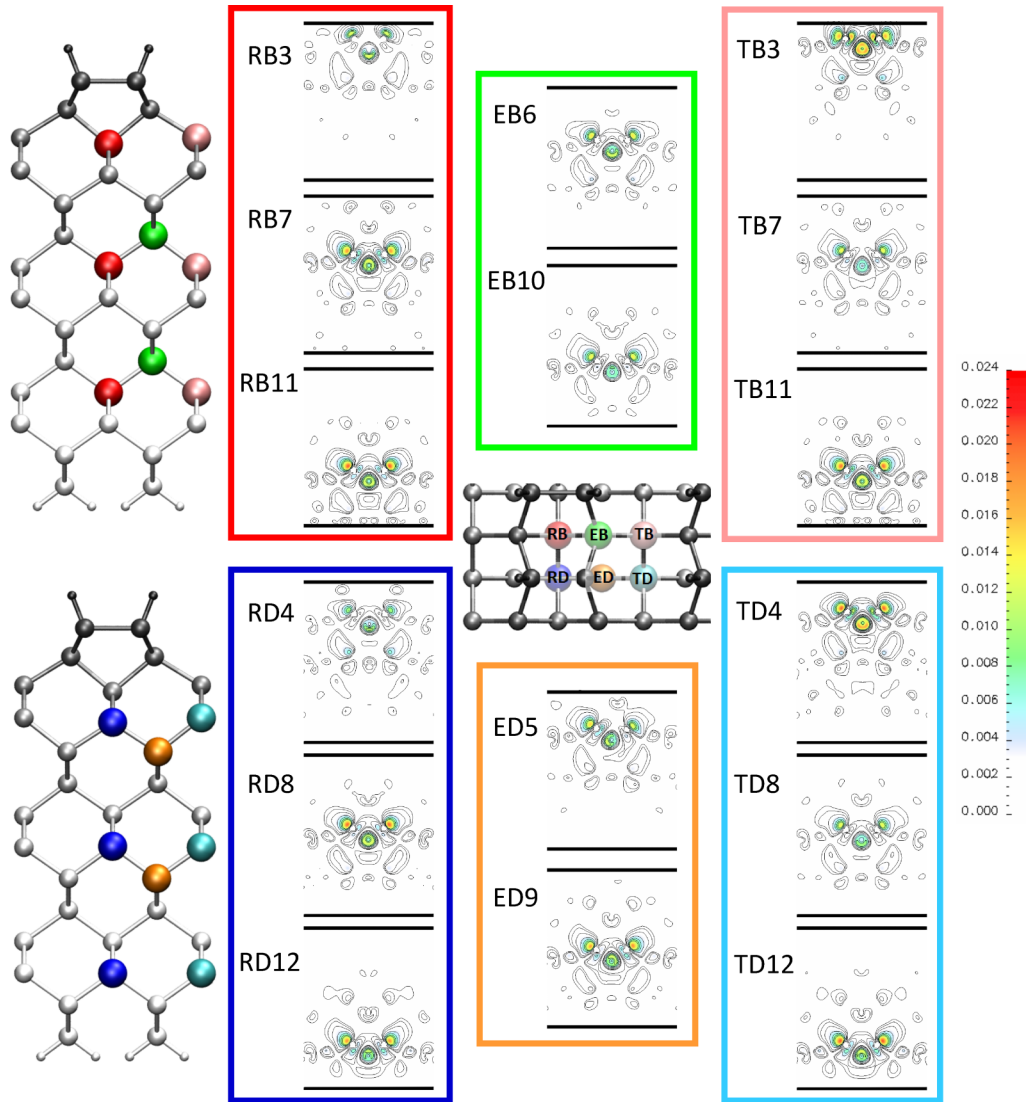 RB3
RB7
RB11
EB6
EB10
TB3
TB7
TB11
RB EB TB
RD ED TD
RD4
RD8
RD12
ED5
ED9
TD4
TD8
TD12
0.024
0.022
0.020
0.018
0.016
0.014
0.012
0.010
0.008
0.006
0.004
0.002
0.000